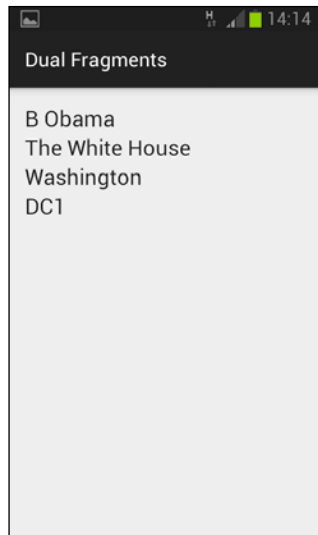 H 14:14
Dual Fragments
B Obama
The White House
Washington
DC1